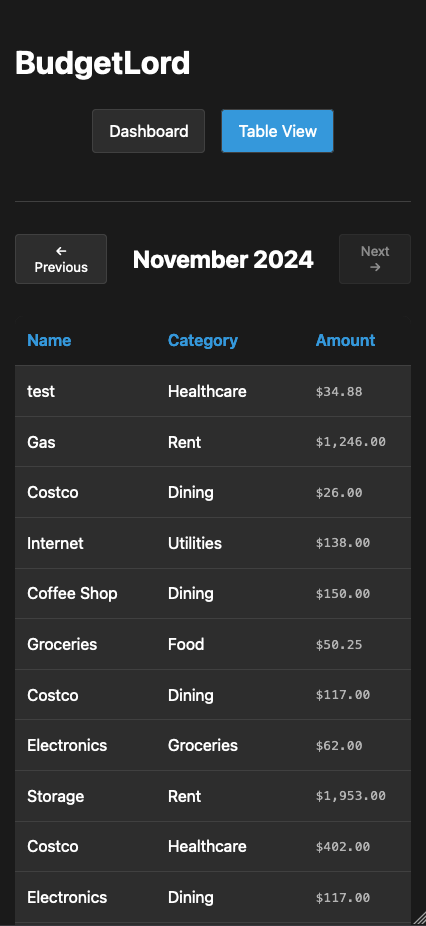 BudgetLord
Dashboard Table View
←
Previous
November 2024
Next
→
Name Category Amount
test Healthcare $34.88
Gas Rent $1,246.00
Costco Dining $26.00
Internet Utilities $138.00
Coffee Shop Dining $150.00
Groceries Food $50.25
Costco Dining $117.00
Electronics Groceries $62.00
Storage Rent $1,953.00
Costco Healthcare $402.00
Electronics Dining $117.00